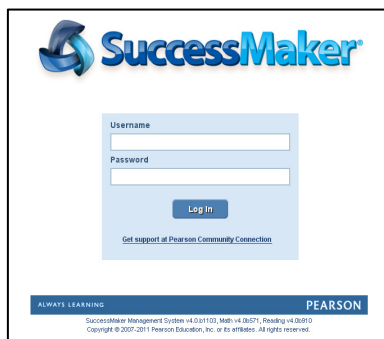 SuccessMaker®
Username
Password
Log In
Get support at Pearson Community Connection
ALWAYS LEARNING PEARSON
SuccessMaker Management System v4.0.b1103, Math v4.0b571, Reading v4.0b910
Copyright © 2007-2011 Pearson Education, Inc. or its affiliates. All rights reserved.